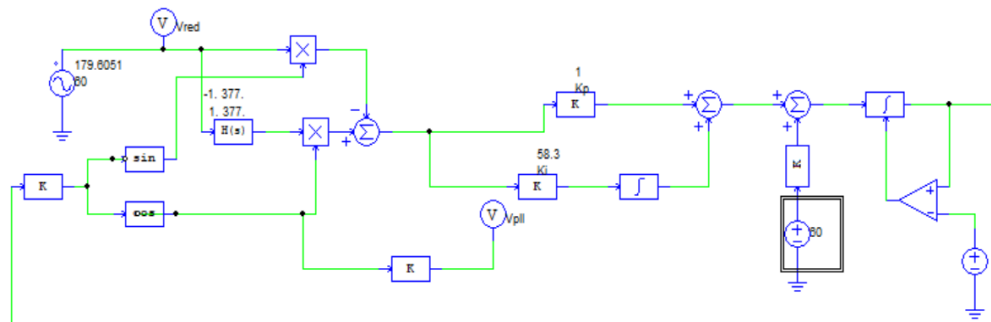 V
Vred
179.6051
60
-1. 377.
1. 377.
H(s)
K
sin
cos
1
Kp
K
58.3
Ki
K
V
Vpll
K
K
60